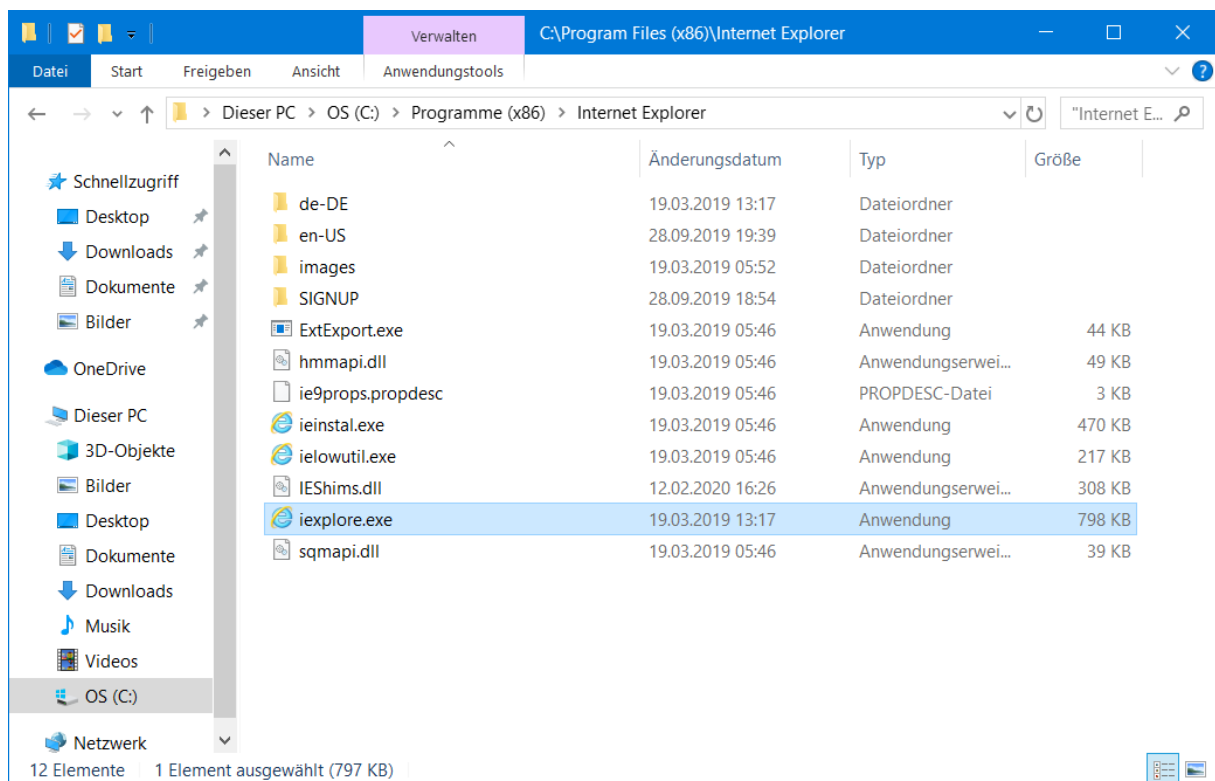 Verwalten C:\Program Files (x86)\Internet Explorer
Datei Start Freigeben Ansicht Anwendungstools
Dieser PC > OS (C:) > Programme (x86) > Internet Explorer "Internet E...
Name Änderungsdatum Typ Größe
Schnellzugriff
Desktop
Downloads
Dokumente
Bilder
OneDrive
Dieser PC
3D-Objekte
Bilder
Desktop
Dokumente
Downloads
Musik
Videos
OS (C:)
Netzwerk
de-DE 19.03.2019 13:17 Dateiordner
en-US 28.09.2019 19:39 Dateiordner
images 19.03.2019 05:52 Dateiordner
SIGNUP 28.09.2019 18:54 Dateiordner
ExtExport.exe 19.03.2019 05:46 Anwendung 44 KB
hmmapi.dll 19.03.2019 05:46 Anwendungserwei... 49 KB
ie9props.propdesc 19.03.2019 05:46 PROPDESC-Datei 3 KB
ieinstal.exe 19.03.2019 05:46 Anwendung 470 KB
ielowutil.exe 19.03.2019 05:46 Anwendung 217 KB
IEShims.dll 12.02.2020 16:26 Anwendungserwei... 308 KB
iexplore.exe 19.03.2019 13:17 Anwendung 798 KB
sqmapi.dll 19.03.2019 05:46 Anwendungserwei... 39 KB
12 Elemente 1 Element ausgewählt (797 KB)